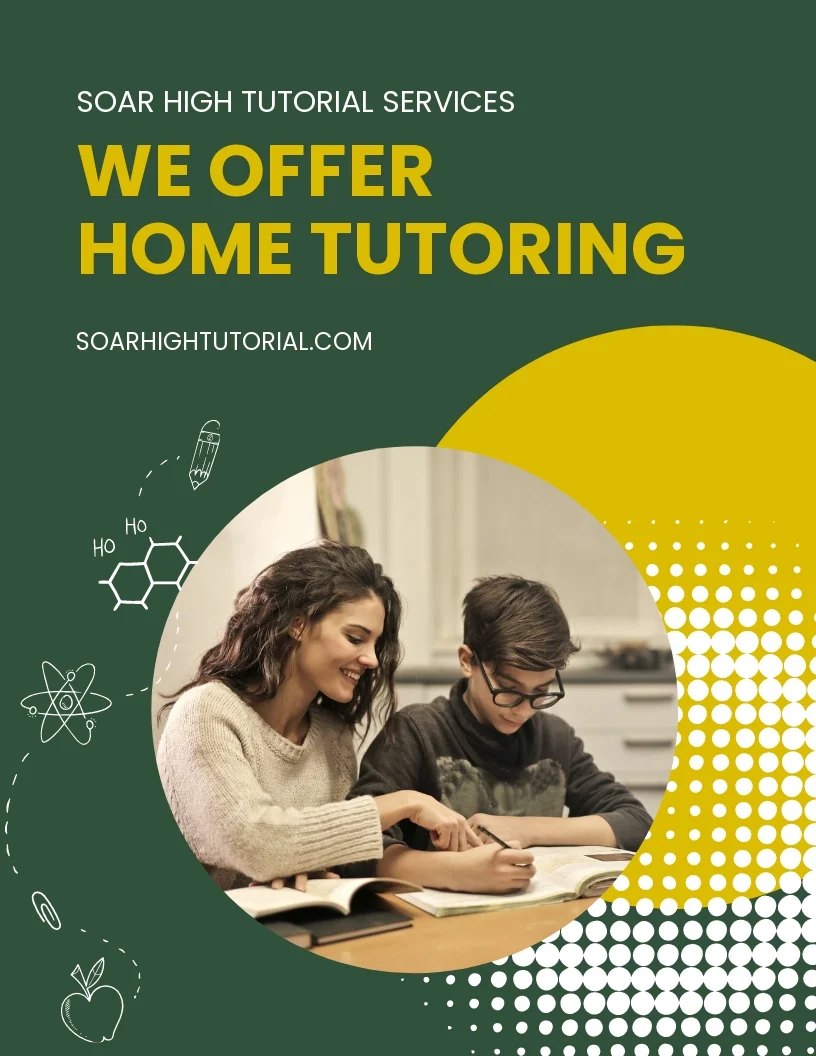 SOAR HIGH TUTORIAL SERVICES
WE OFFER
HOME TUTORING
SOARHIGHTUTORIAL.COM
HO
HO